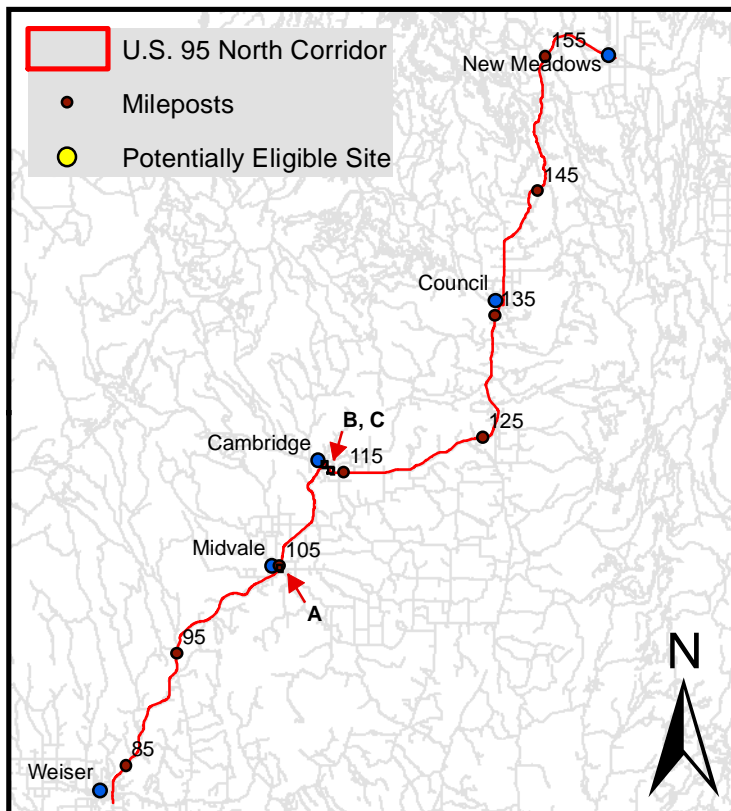 U.S. 95 North Corridor
Mileposts
Potentially Eligible Site
155
New Meadows
145
Council
135
125
B, C
Cambridge
115
Midvale
105
A
95
N
85
Weiser